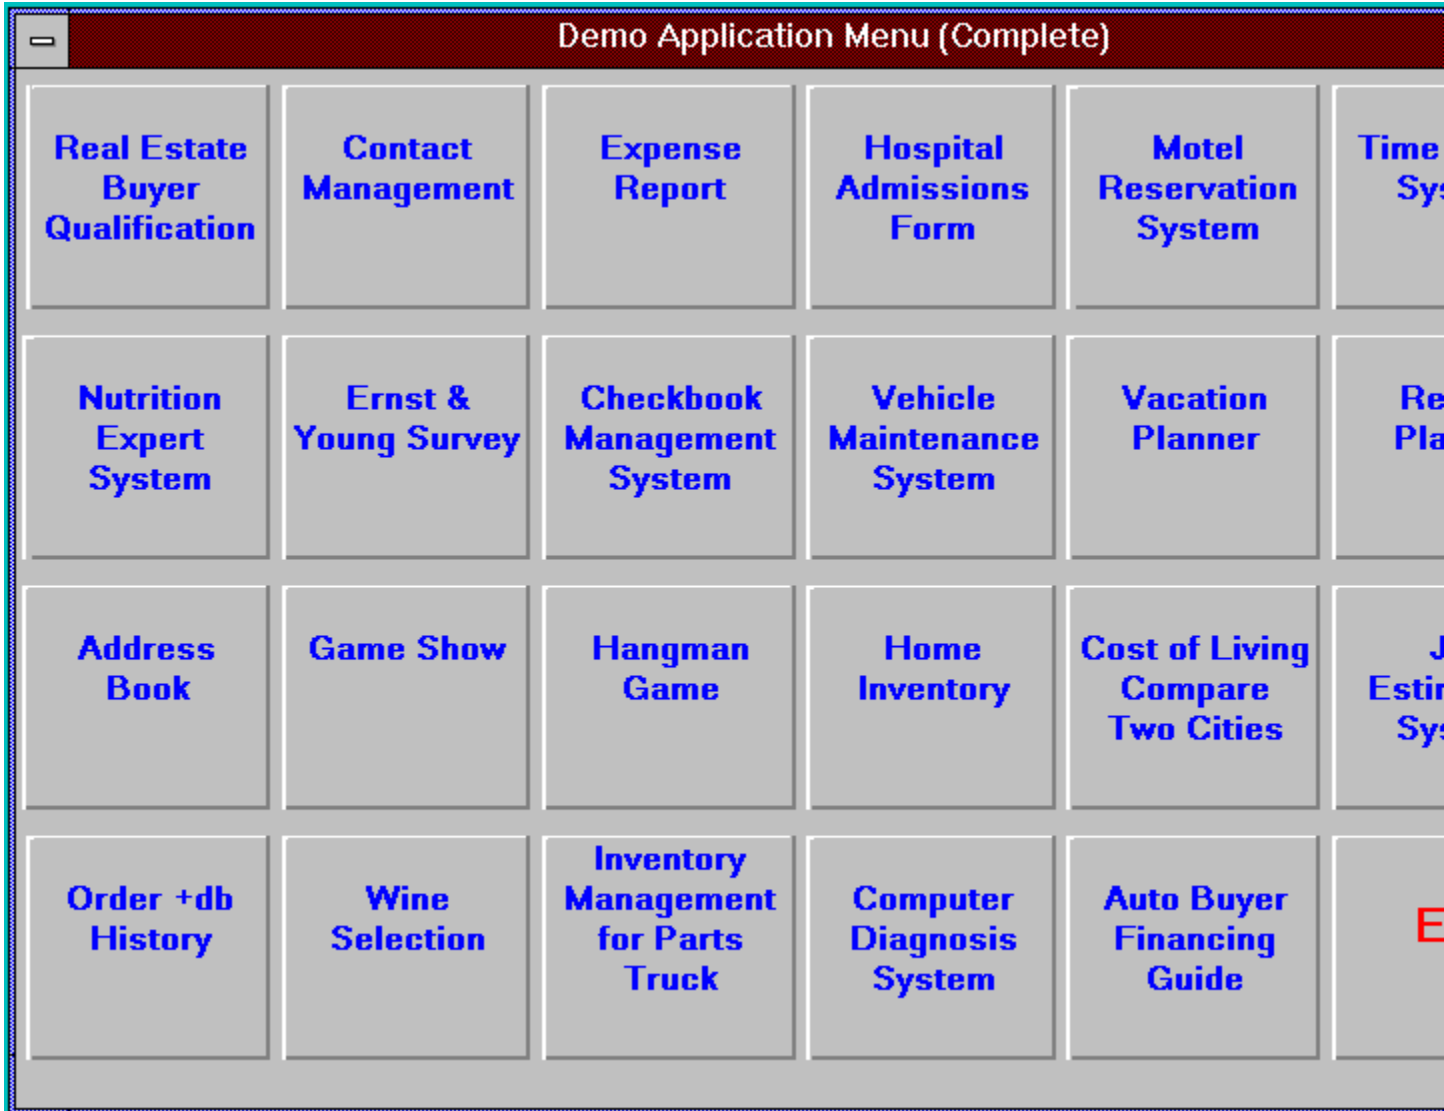 Demo Application Menu (Complete)
Real Estate
Buyer
Qualification
Contact
Management
Expense
Report
Hospital
Admissions
Form
Motel
Reservation
System
Time
Nutrition
Expert
System
Ernst &
Young Survey
Checkbook
Management
System
Vehicle
Maintenance
System
Vacation
Planner
Address
Book
Game Show
Hangman
Game
Home
Inventory
Cost of Living
Compare
Two Cities
Order +db
History
Wine
Selection
Inventory
Management
for Parts
Truck
Computer
Diagnosis
System
Auto Buyer
Financing
Guide